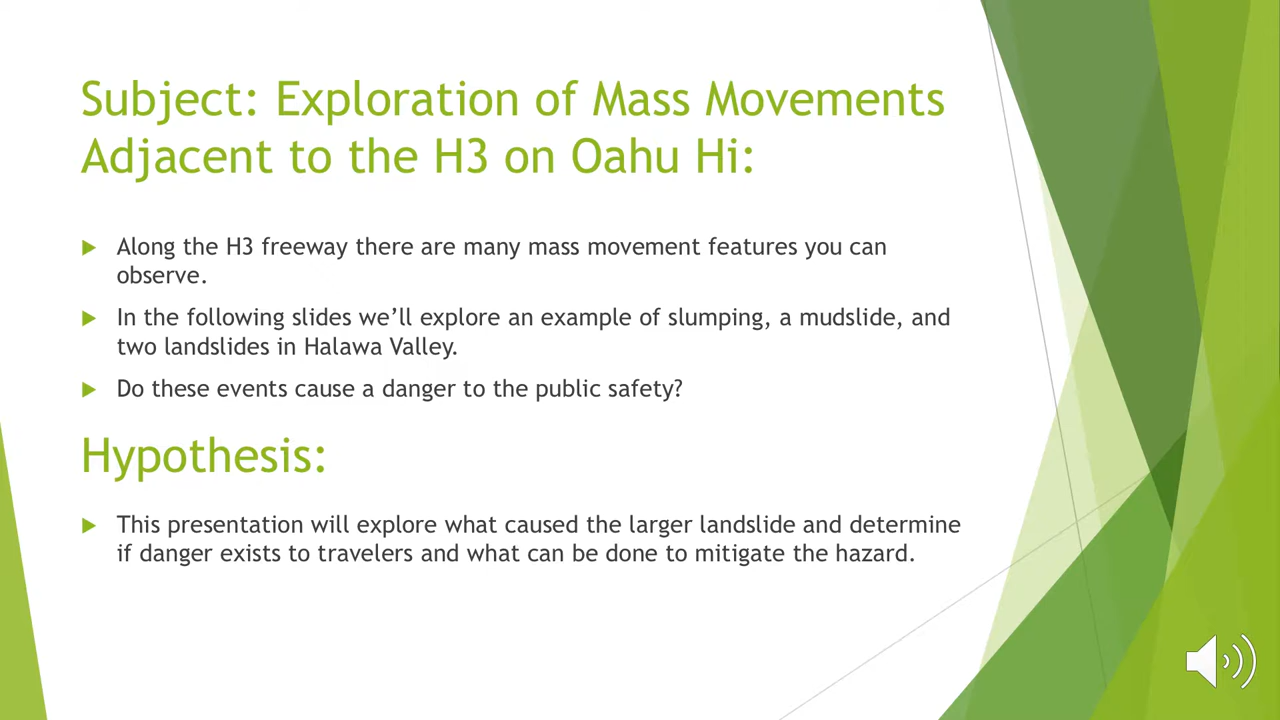 Subject: Exploration of Mass Movements
Adjacent to the H3 on Oahu Hi:
Along the H3 freeway there are many mass movement features you can
observe.
In the following slides we’ll explore an example of slumping, a mudslide, and
two landslides in Halawa Valley.
Do these events cause a danger to the public safety?
Hypothesis:
This presentation will explore what caused the larger landslide and determine
if danger exists to travelers and what can be done to mitigate the hazard.